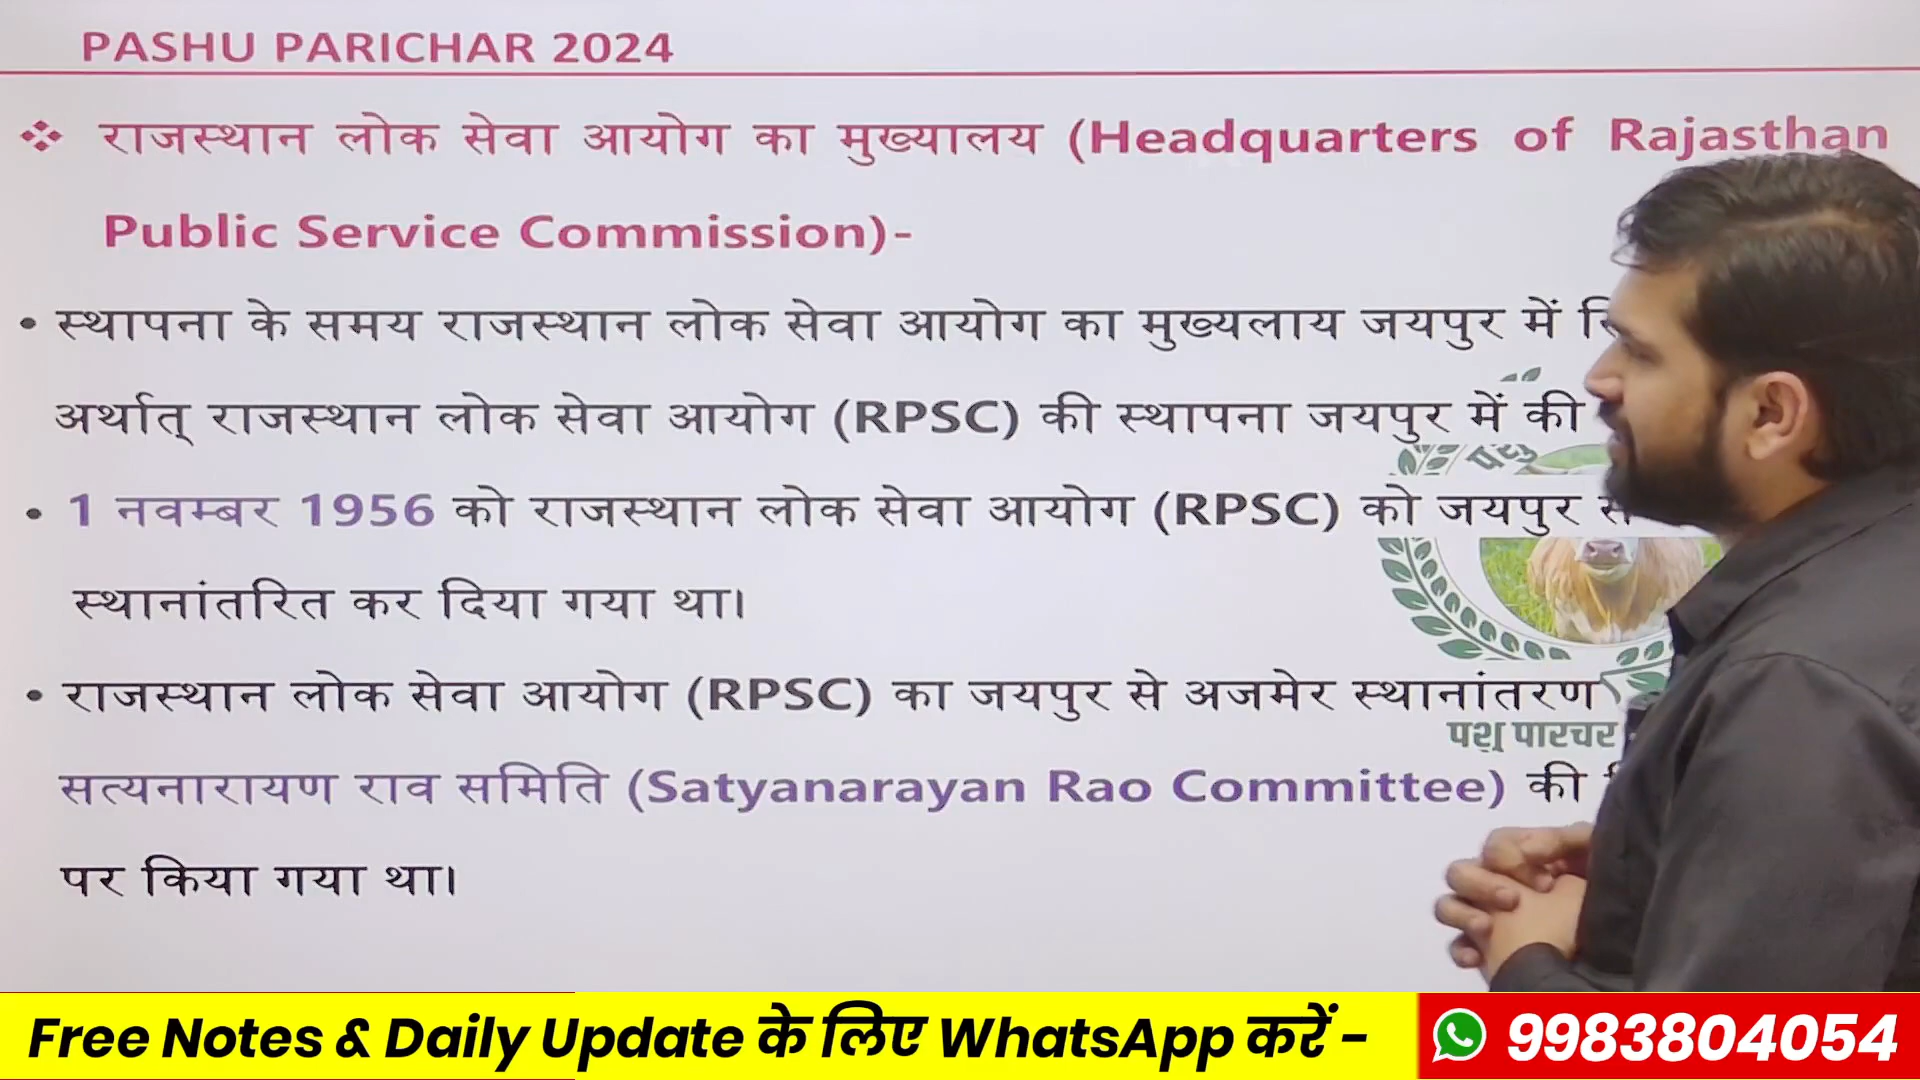 PASHU PARICHAR 2024
❖ राजस्थान लोक सेवा आयोग का मुख्यालय (Headquarters of Rajasthan
Public Service Commission)-
• स्थापना के समय राजस्थान लोक सेवा आयोग का मुख्यलाय जयपुर में
अर्थात् राजस्थान लोक सेवा आयोग (RPSC) की स्थापना जयपुर में की
• 1 नवम्बर 1956 को राजस्थान लोक सेवा आयोग (RPSC) को जयपुर से
स्थानांतरित कर दिया गया था।
• राजस्थान लोक सेवा आयोग (RPSC) का जयपुर से अजमेर स्थानांतरण
पशु परिचर
सत्यनारायण राव समिति (Satyanarayan Rao Committee) की
पर किया गया था।
Free Notes & Daily Update के लिए WhatsApp करें - 9983804054